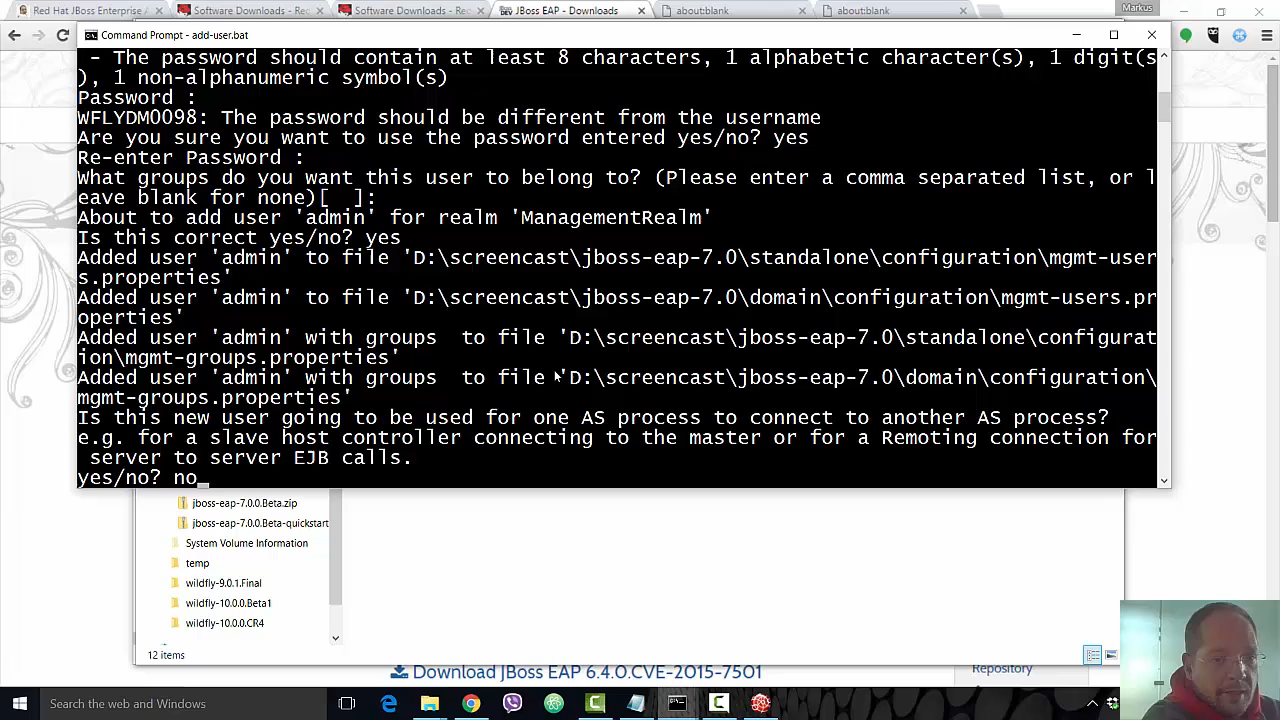 Red Hat JBoss Enterprise A
Software Downloads - Red
Software Downloads - Red
JBoss EAP - Downloads
about:blank
about:blank
Markus
Command Prompt - add-user.bat
- The password should contain at least 8 characters, 1 alphabetic character(s), 1 digit(s
), 1 non-alphanumeric symbol(s)
Password :
WFLYDM0098: The password should be different from the username
Are you sure you want to use the password entered yes/no? yes
Re-enter Password :
What groups do you want this user to belong to? (Please enter a comma separated list, or l
eave blank for none)[  ]:
About to add user 'admin' for realm 'ManagementRealm'
Is this correct yes/no? yes
Added user 'admin' to file 'D:\screencast\jboss-eap-7.0\standalone\configuration\mgmt-user
s.properties'
Added user 'admin' to file 'D:\screencast\jboss-eap-7.0\domain\configuration\mgmt-users.pr
operties'
Added user 'admin' with groups  to file 'D:\screencast\jboss-eap-7.0\standalone\configurat
ion\mgmt-groups.properties'
Added user 'admin' with groups  to file 'D:\screencast\jboss-eap-7.0\domain\configuration\
mgmt-groups.properties'
Is this new user going to be used for one AS process to connect to another AS process?
e.g. for a slave host controller connecting to the master or for a Remoting connection for
server to server EJB calls.
yes/no? no
jboss-eap-7.0.0.Beta.zip
jboss-eap-7.0.0.Beta-quickstart
System Volume Information
temp
wildfly-9.0.1.Final
wildfly-10.0.0.Beta1
wildfly-10.0.0.CR4
12 items
Download JBoss EAP 6.4.0.CVE-2015-7501
Repository
Search the web and Windows